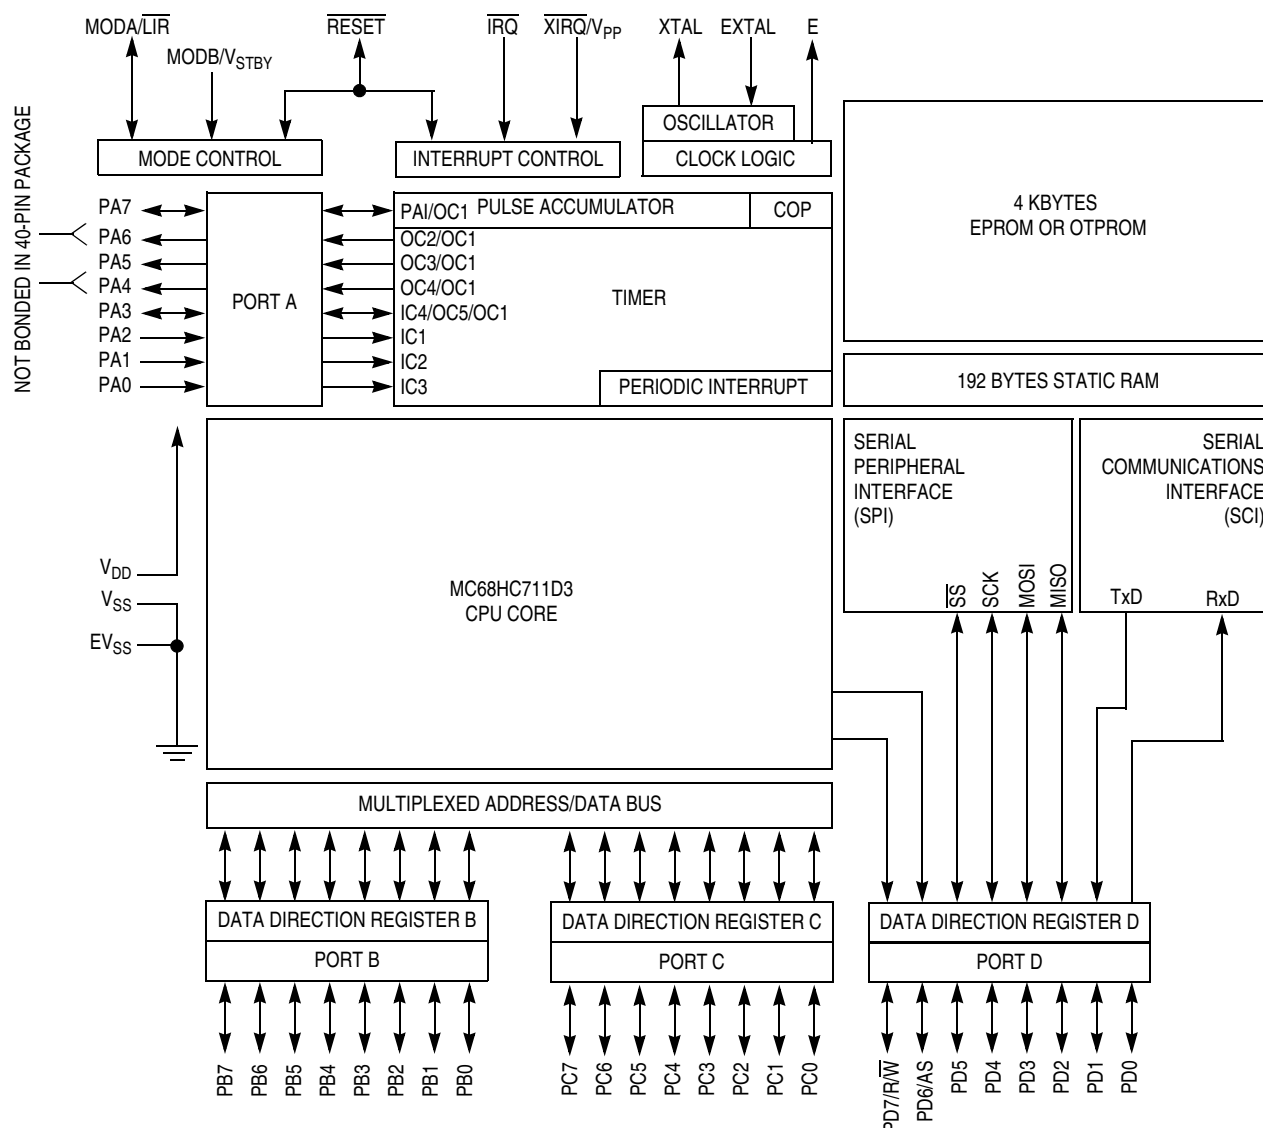 MODA/L̅I̅R̅
R̅E̅S̅E̅T̅
I̅R̅Q̅
X̅I̅R̅Q̅/VPP
XTAL
EXTAL
E
MODB/VSTBY
NOT BONDED IN 40-PIN PACKAGE
OSCILLATOR
MODE CONTROL
INTERRUPT CONTROL
CLOCK LOGIC
4 KBYTES
EPROM OR OTPROM
PA7
PA6
PA5
PA4
PA3
PA2
PA1
PA0
PORT A
PAI/OC1
PULSE ACCUMULATOR
COP
OC2/OC1
OC3/OC1
OC4/OC1
IC4/OC5/OC1
IC1
IC2
IC3
TIMER
PERIODIC INTERRUPT
192 BYTES STATIC RAM
SERIAL
PERIPHERAL
INTERFACE
(SPI)
SERIAL
COMMUNICATIONS
INTERFACE
(SCI)
VDD
VSS
EVSS
MC68HC711D3
CPU CORE
S̅S̅
SCK
MOSI
MISO
TxD
RxD
MULTIPLEXED ADDRESS/DATA BUS
DATA DIRECTION REGISTER B
PORT B
DATA DIRECTION REGISTER C
PORT C
DATA DIRECTION REGISTER D
PORT D
PB7
PB6
PB5
PB4
PB3
PB2
PB1
PB0
PC7
PC6
PC5
PC4
PC3
PC2
PC1
PC0
PD7/R/W̅
PD6/AS
PD5
PD4
PD3
PD2
PD1
PD0